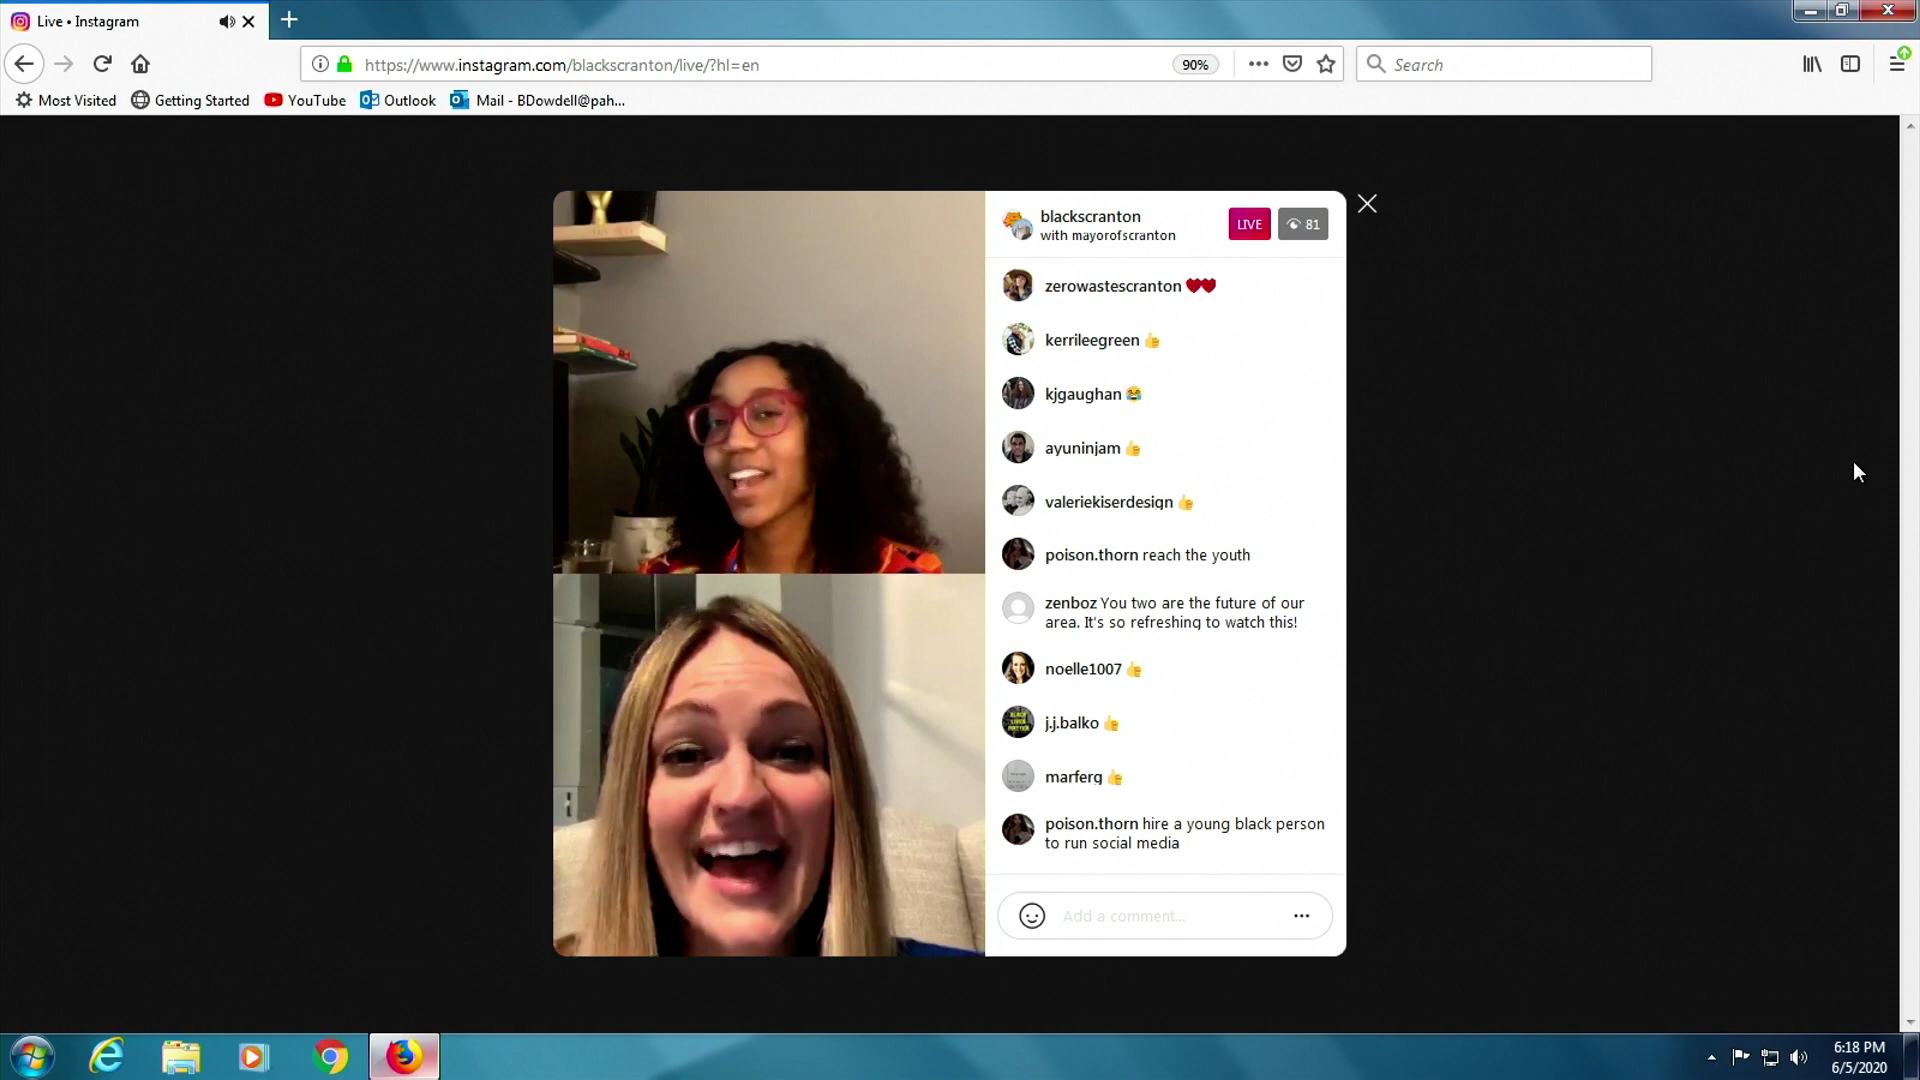 Live • Instagram
https://www.instagram.com/blackscranton/live/?hl=en
90%
Search
Most Visited
Getting Started
YouTube
Outlook
Mail - BDowdell@pah...
blackscranton
with mayorofscranton
LIVE
81
zerowastescranton
kerrileegreen
kjgaughan
ayuninjam
valeriekiserdesign
poison.thorn reach the youth
zenboz You two are the future of our
area. It's so refreshing to watch this!
noelle1007
BLACK
LIVES
MATTER
j.j.balko
marferg
poison.thorn hire a young black person
to run social media
Add a comment...
6:18 PM
6/5/2020